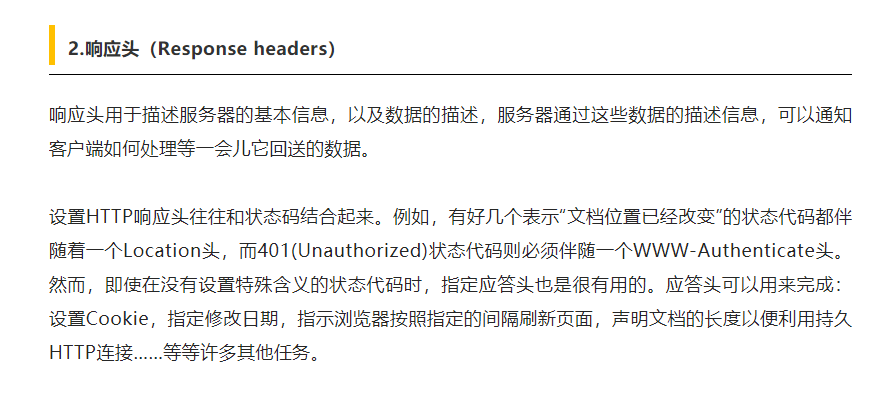 2.响应头（Response headers）
响应头用于描述服务器的基本信息，以及数据的描述，服务器通过这些数据的描述信息，可以通知
客户端如何处理等一会儿它回送的数据。
设置HTTP响应头往往和状态码结合起来。例如，有好几个表示“文档位置已经改变”的状态代码都伴
随着一个Location头，而401(Unauthorized)状态代码则必须伴随一个WWW-Authenticate头。
然而，即使在没有设置特殊含义的状态代码时，指定应答头也是很有用的。应答头可以用来完成：
设置Cookie，指定修改日期，指示浏览器按照指定的间隔刷新页面，声明文档的长度以便利用持久
HTTP连接……等等许多其他任务。